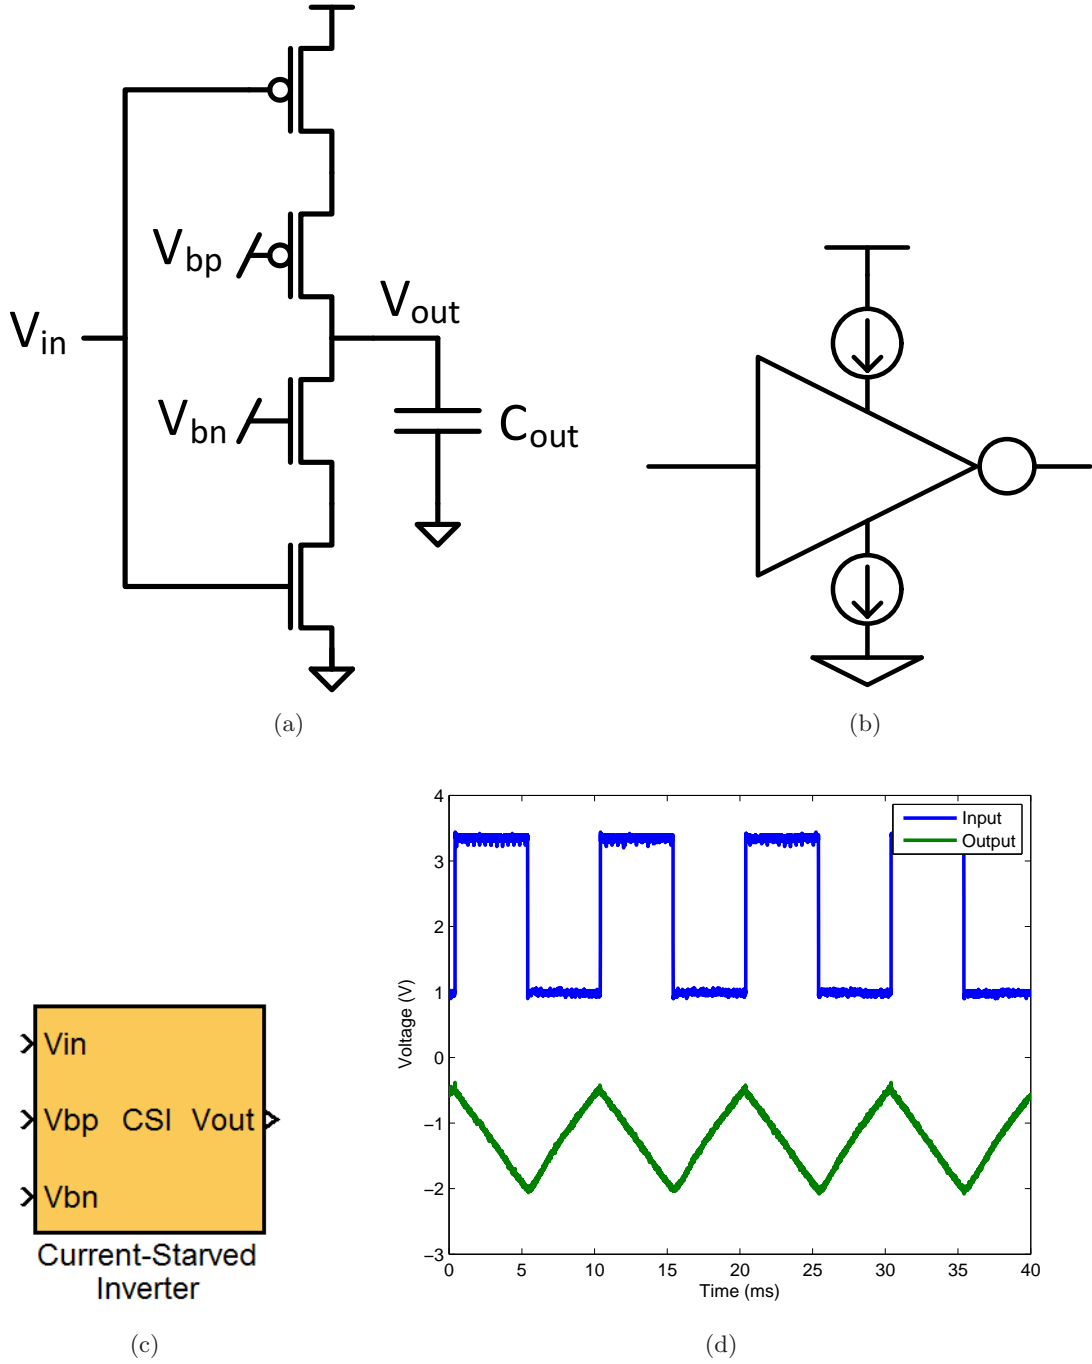 Vbp
Vout
Vin
Vbn
Cout
(a)
(b)
Vin
Vbp CSI Vout
Vbn
Current-Starved
Inverter
(c)
4
3
2
1
0
−1
−2
−3
Voltage (V)
Input
Output
0 5 10 15 20 25 30 35 40
Time (ms)
(d)